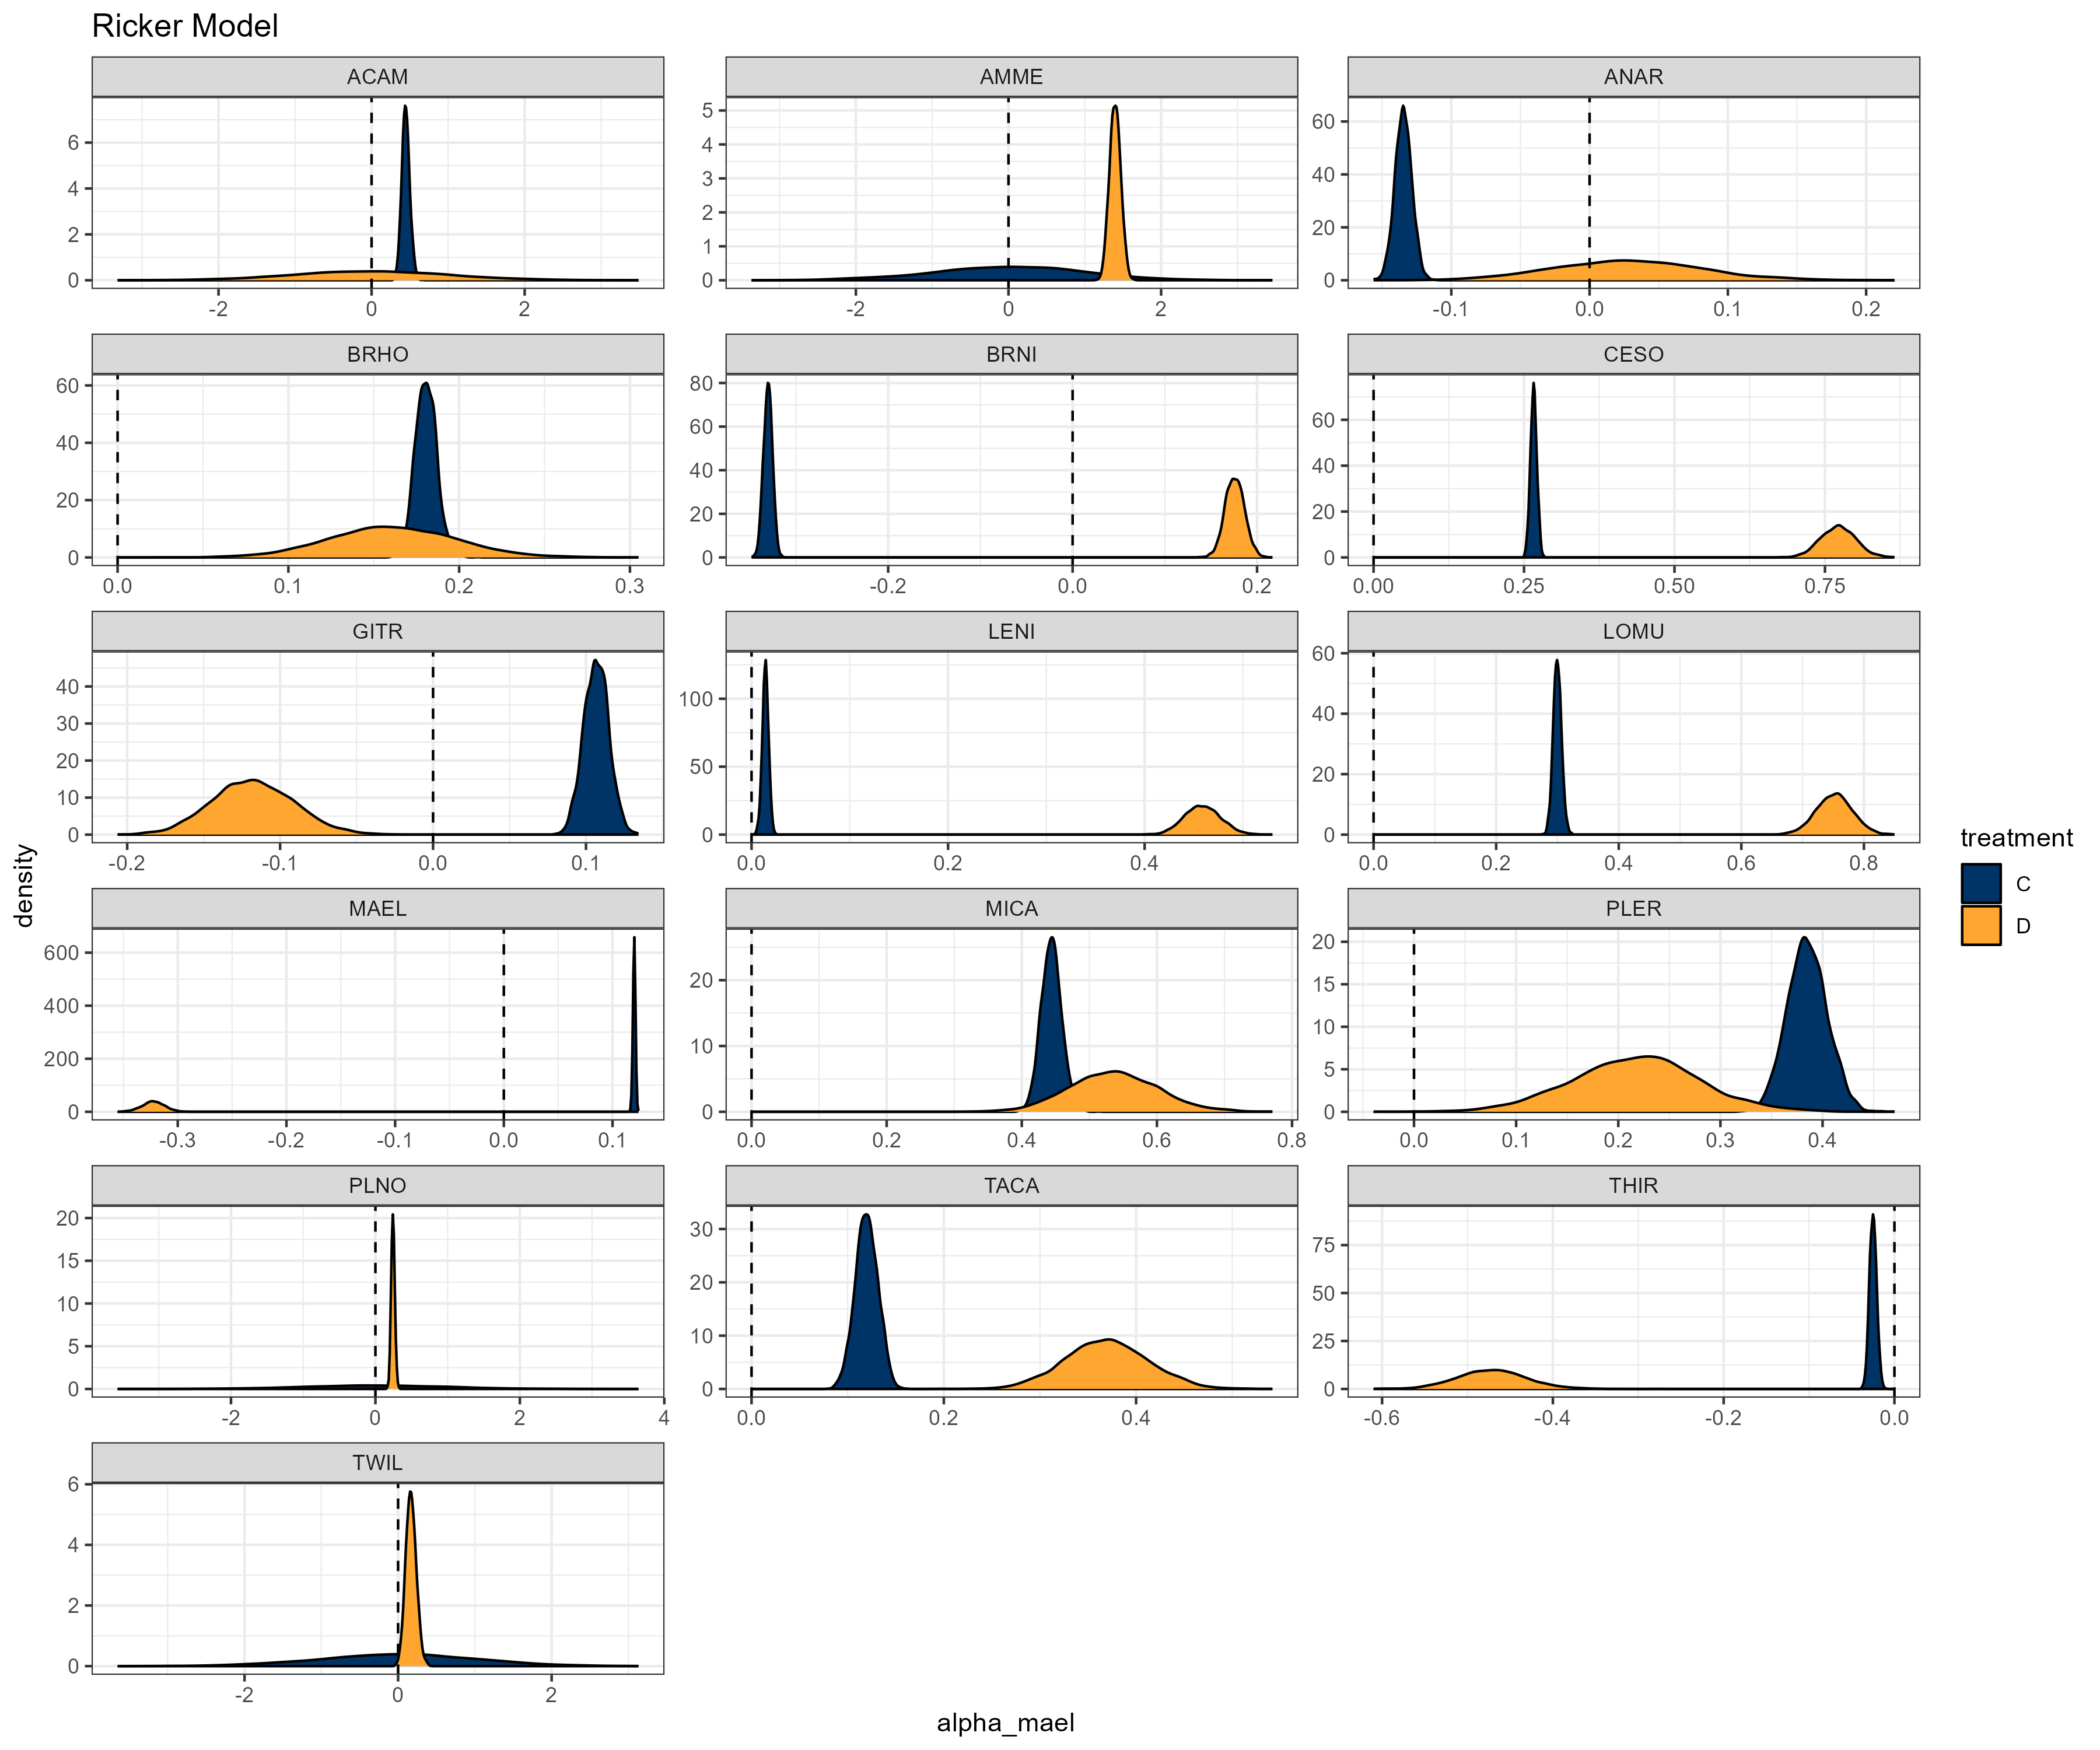 Ricker Model
ACAM AMME ANAR
6 4 2 0
5 4 3 2 1 0
60 40 20 0
-2 0 2
-2 0 2
-0.1 0.0 0.1 0.2
BRHO BRNI CESO
60 40 20 0
80 60 40 20 0
60 40 20 0
0.0 0.1 0.2 0.3
-0.2 0.0 0.2
0.00 0.25 0.50 0.75
GITR LENI LOMU
40 30 20 10 0
100 50 0
60 40 20 0
-0.2 -0.1 0.0 0.1
0.0 0.2 0.4
0.0 0.2 0.4 0.6 0.8
MAEL MICA PLER
600 400 200 0
20 10 0
20 15 10 5 0
-0.3 -0.2 -0.1 0.0 0.1
0.0 0.2 0.4 0.6 0.8
0.0 0.1 0.2 0.3 0.4
PLNO TACA THIR
20 15 10 5 0
30 20 10 0
75 50 25 0
-2 0 2 4
0.0 0.2 0.4
-0.6 -0.4 -0.2 0.0
TWIL
6 4 2 0
-2 0 2
density
alpha_mael
treatment
C
D